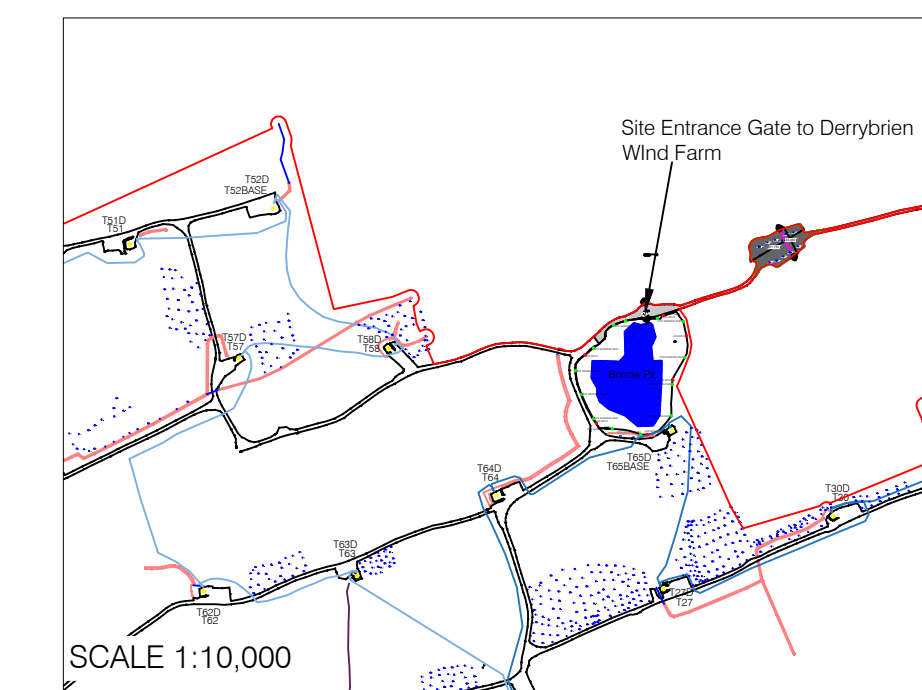 Site Entrance Gate to Derrybrien
WInd Farm
T52D
T52BASE
T51D
T51
T57D
T57
T58D
T58
Borrow Pit
T65D
T65BASE
T64D
T64
T30D
T30
T63D
T63
T27D
T27
T62D
T62
SCALE 1:10,000